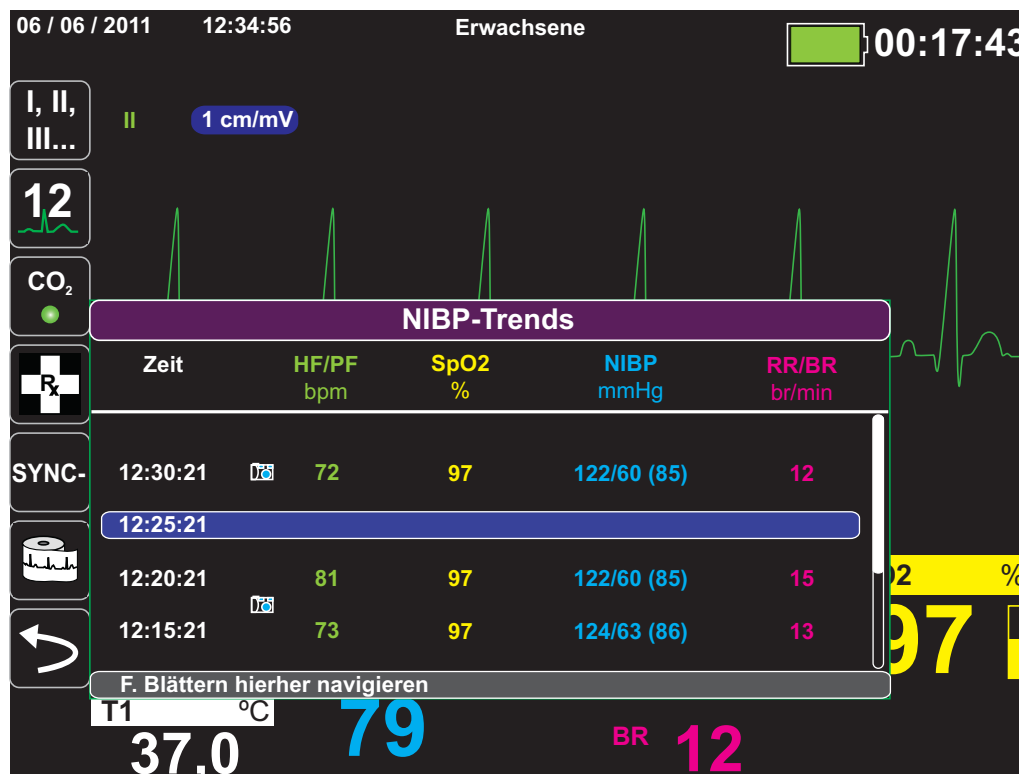 06 / 06 / 2011 12:34:56 Erwachsene 00:17:43
I, II,
III...
II 1 cm/mV
12
CO2
NIBP-Trends
Zeit HF/PF SpO2 NIBP RR/BR
bpm % mmHg br/min
Rx
SYNC-
12:30:21 72 97 122/60 (85) 12
12:25:21
12:20:21 81 97 122/60 (85) 15
12:15:21 73 97 124/63 (86) 13
F. Blättern hierher navigieren
O2 %
97
T1 ºC
37,0
79
BR 12